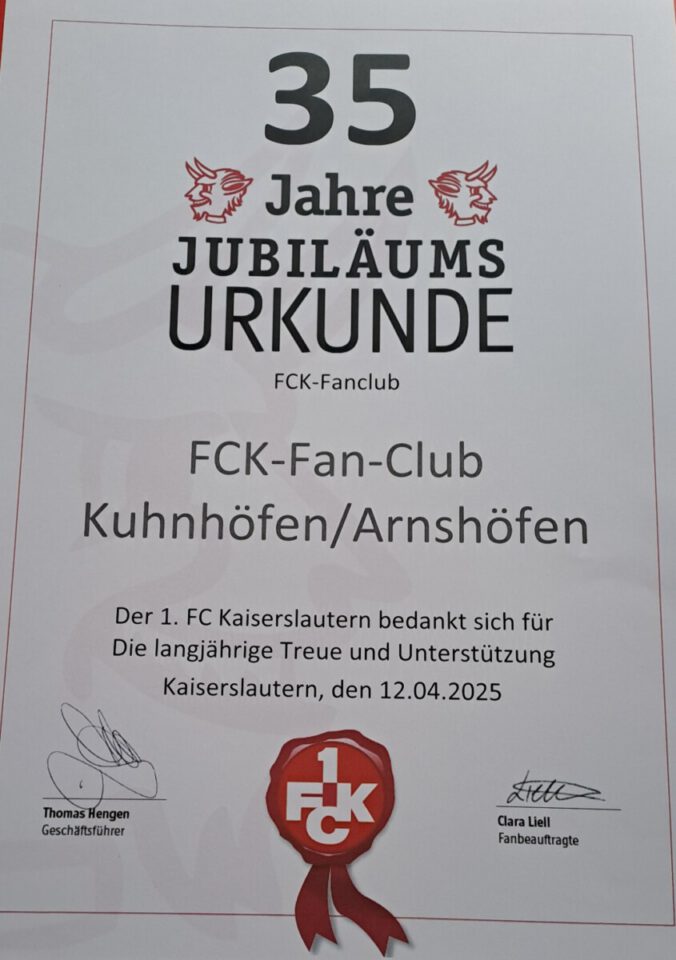 35
Jahre
JUBILÄUMS
URKUNDE
FCK-Fanclub
FCK-Fan-Club
Kuhnhöfen/Arnshöfen
Der 1. FC Kaiserslautern bedankt sich für
Die langjährige Treue und Unterstützung
Kaiserslautern, den 12.04.2025
Thomas Hengen
Geschäftsführer
1
FCK
Clara Liell
Fanbeauftragte